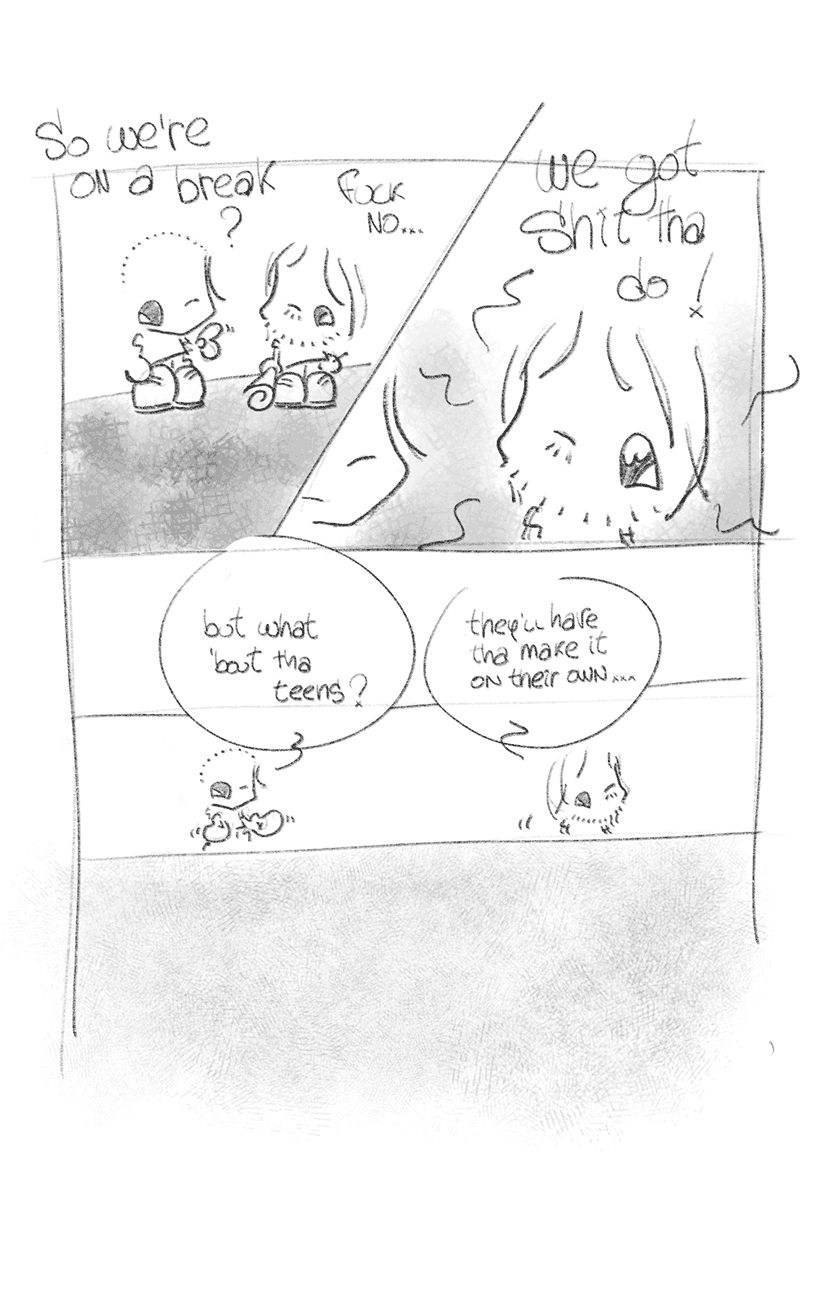 So we're
ON a break
?
fuck
NO...
we got
shit tha
do !
but what
'bout tha
teens?
they'll have
tha make it
ON their OWN...